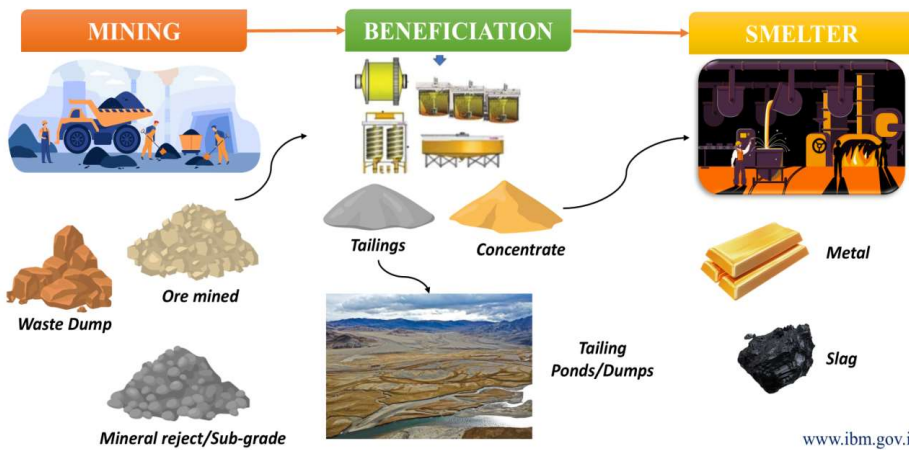 MINING
BENEFICIATION
SMELTER
Waste Dump
Ore mined
Mineral reject/Sub-grade
Tailings
Concentrate
Tailing
Ponds/Dumps
Metal
Slag
www.ibm.gov.i